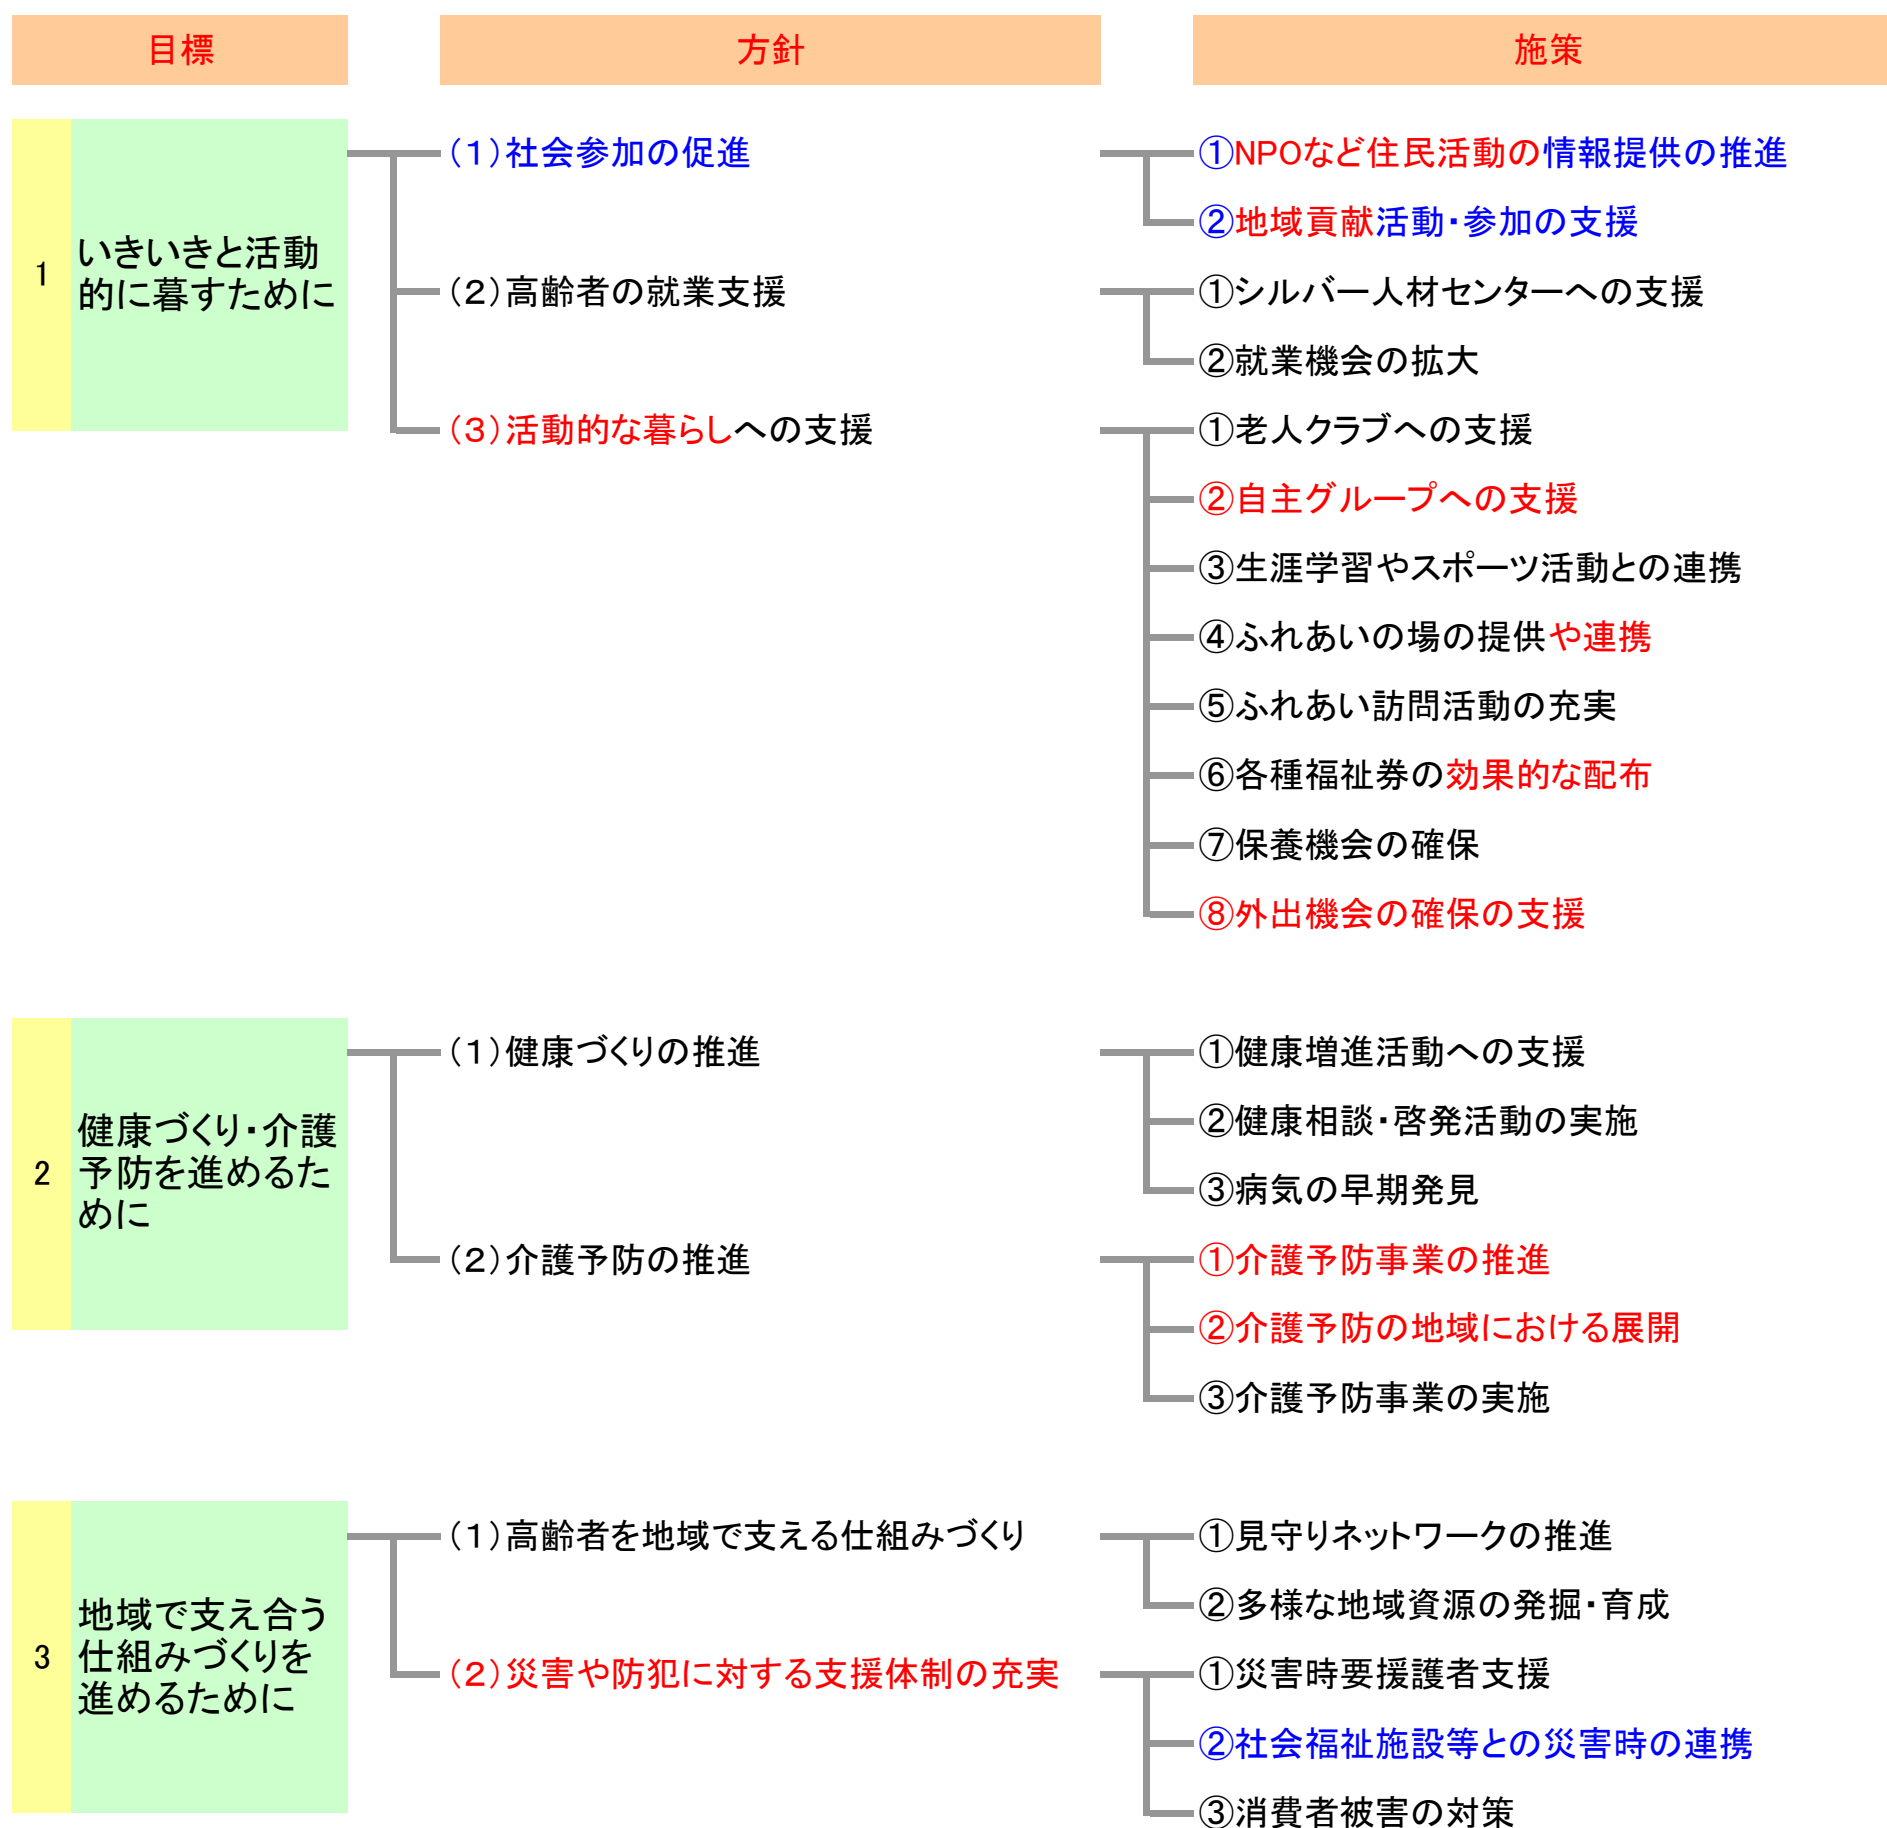 目標
方針
施策
1
いきいきと活動
的に暮すために
(1)社会参加の促進
①NPOなど住民活動の情報提供の推進
②地域貢献活動・参加の支援
(2)高齢者の就業支援
①シルバー人材センターへの支援
②就業機会の拡大
(3)活動的な暮らしへの支援
①老人クラブへの支援
②自主グループへの支援
③生涯学習やスポーツ活動との連携
④ふれあいの場の提供や連携
⑤ふれあい訪問活動の充実
⑥各種福祉券の効果的な配布
⑦保養機会の確保
⑧外出機会の確保の支援
2
健康づくり・介護
予防を進めるた
めに
(1)健康づくりの推進
①健康増進活動への支援
②健康相談・啓発活動の実施
③病気の早期発見
(2)介護予防の推進
①介護予防事業の推進
②介護予防の地域における展開
③介護予防事業の実施
3
地域で支え合う
仕組みづくりを
進めるために
(1)高齢者を地域で支える仕組みづくり
①見守りネットワークの推進
②多様な地域資源の発掘・育成
(2)災害や防犯に対する支援体制の充実
①災害時要援護者支援
②社会福祉施設等との災害時の連携
③消費者被害の対策